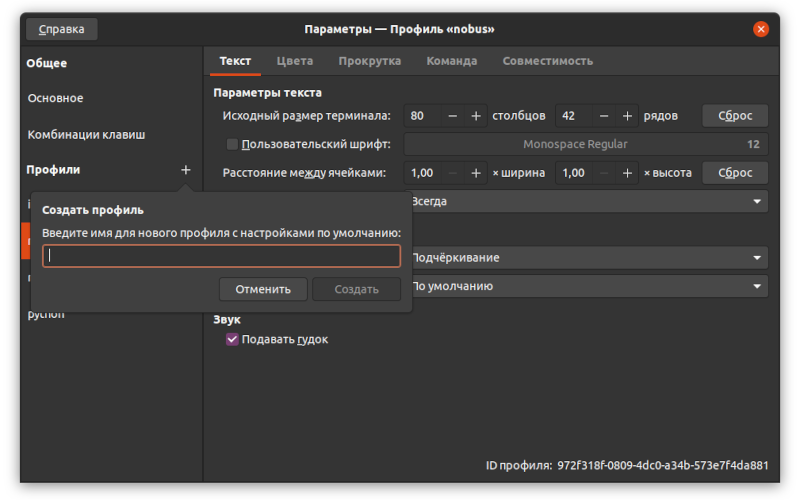 Справка
Параметры — Профиль «nobus»
Общее
Основное
Комбинации клавиш
Профили
Создать профиль
Введите имя для нового профиля с настройками по умолчанию:
Отменить Создать
python
Текст Цвета Прокрутка Команда Совместимость
Параметры текста
Исходный размер терминала: 80 − + столбцов 42 − + рядов Сброс
Пользовательский шрифт: Monospace Regular 12
Расстояние между ячейками: 1,00 − + × ширина 1,00 − + × высота Сброс
Всегда
Подчёркивание
По умолчанию
Звук
Подавать гудок
ID профиля: 972f318f-0809-4dc0-a34b-573e7f4da881